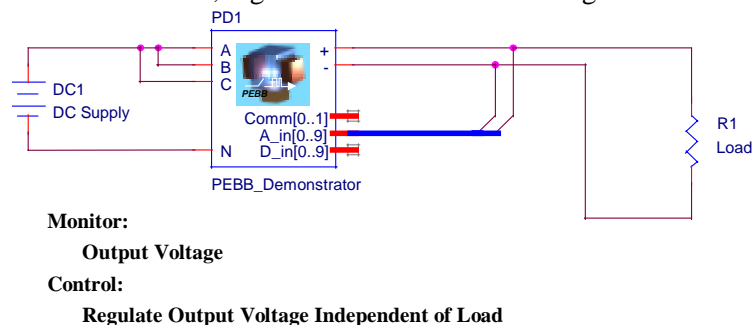 PD1
A
B
C
N
+
-
PEBB
Comm[0..1]
A_in[0..9]
D_in[0..9]
PEBB_Demonstrator
DC1
DC Supply
R1
Load
Monitor:
Output Voltage
Control:
Regulate Output Voltage Independent of Load